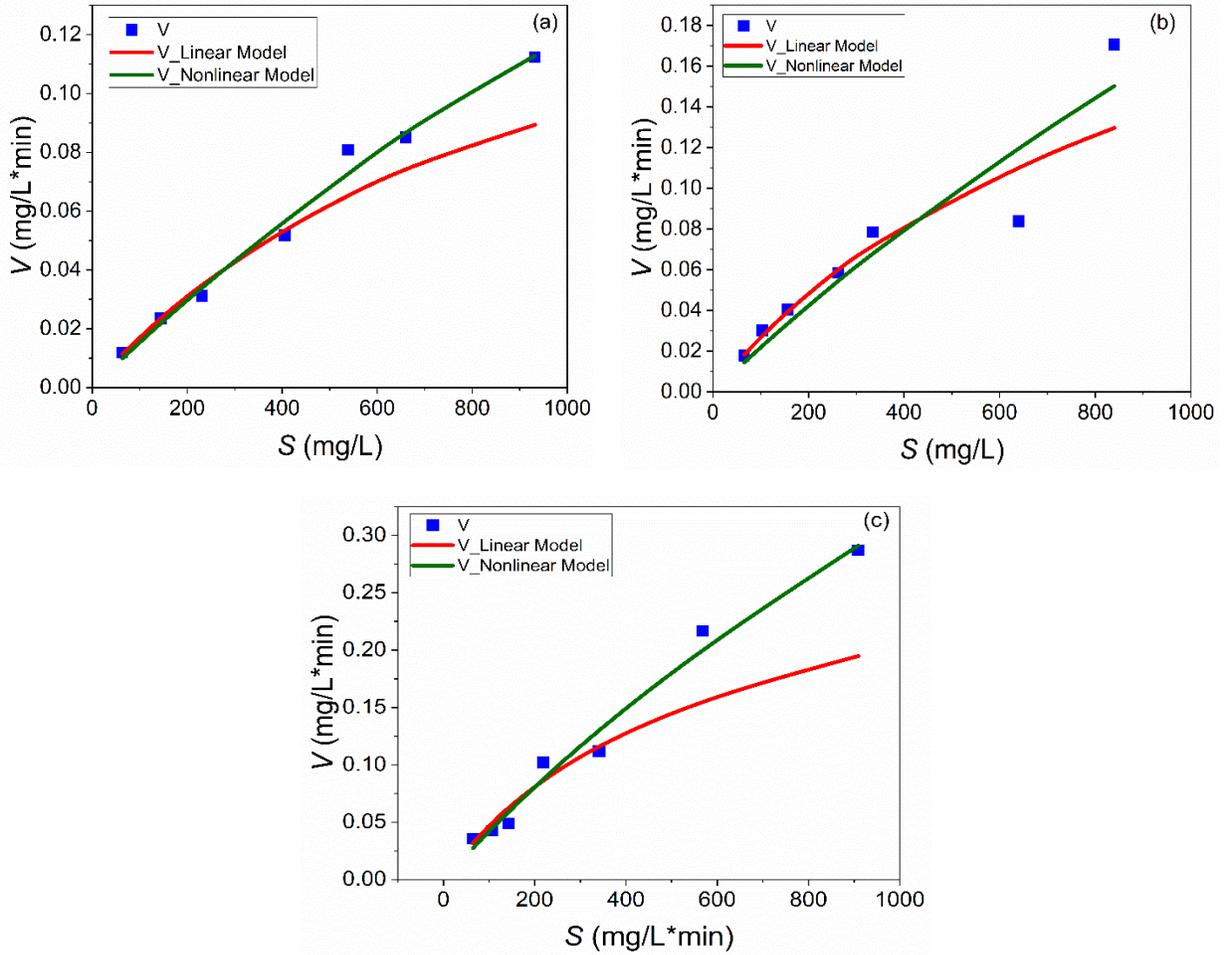 (a)
V
V_Linear Model
V_Nonlinear Model
0.12
0.10
0.08
0.06
0.04
0.02
0.00
V (mg/L*min)
0 200 400 600 800 1000
S (mg/L)
(b)
V
V_Linear Model
V_Nonlinear Model
0.18
0.16
0.14
0.12
0.10
0.08
0.06
0.04
0.02
0.00
V (mg/L*min)
0 200 400 600 800 1000
S (mg/L)
(c)
V
V_Linear Model
V_Nonlinear Model
0.30
0.25
0.20
0.15
0.10
0.05
0.00
V (mg/L*min)
0 200 400 600 800 1000
S (mg/L*min)